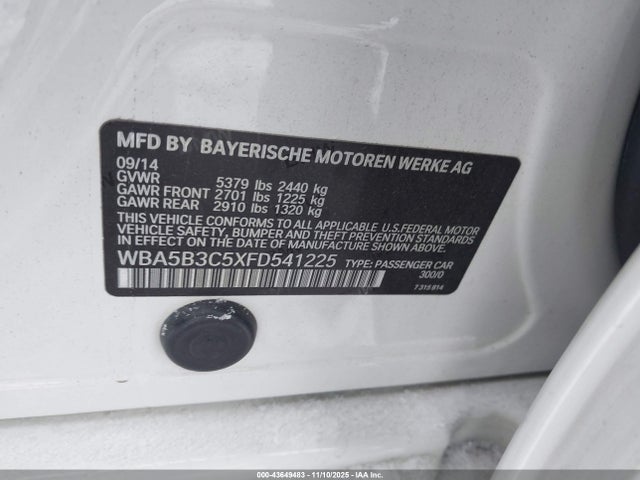 MFD BY BAYERISCHE MOTOREN WERKE AG
09/14
GVWR 5379 lbs 2440 kg
GAWR FRONT 2701 lbs 1225 kg
GAWR REAR 2910 lbs 1320 kg
THIS VEHICLE CONFORMS TO ALL APPLICABLE U.S.FEDERAL MOTOR
VEHICLE SAFETY, BUMPER AND THEFT PREVENTION STANDARDS
IN EFFECT ON THE DATE OF MANUFACTURE SHOWN ABOVE.
WBA5B3C5XFD541225 TYPE: PASSENGER CAR
300/0
7315814
000-43649483 — 11/10/2025 — IAA Inc.